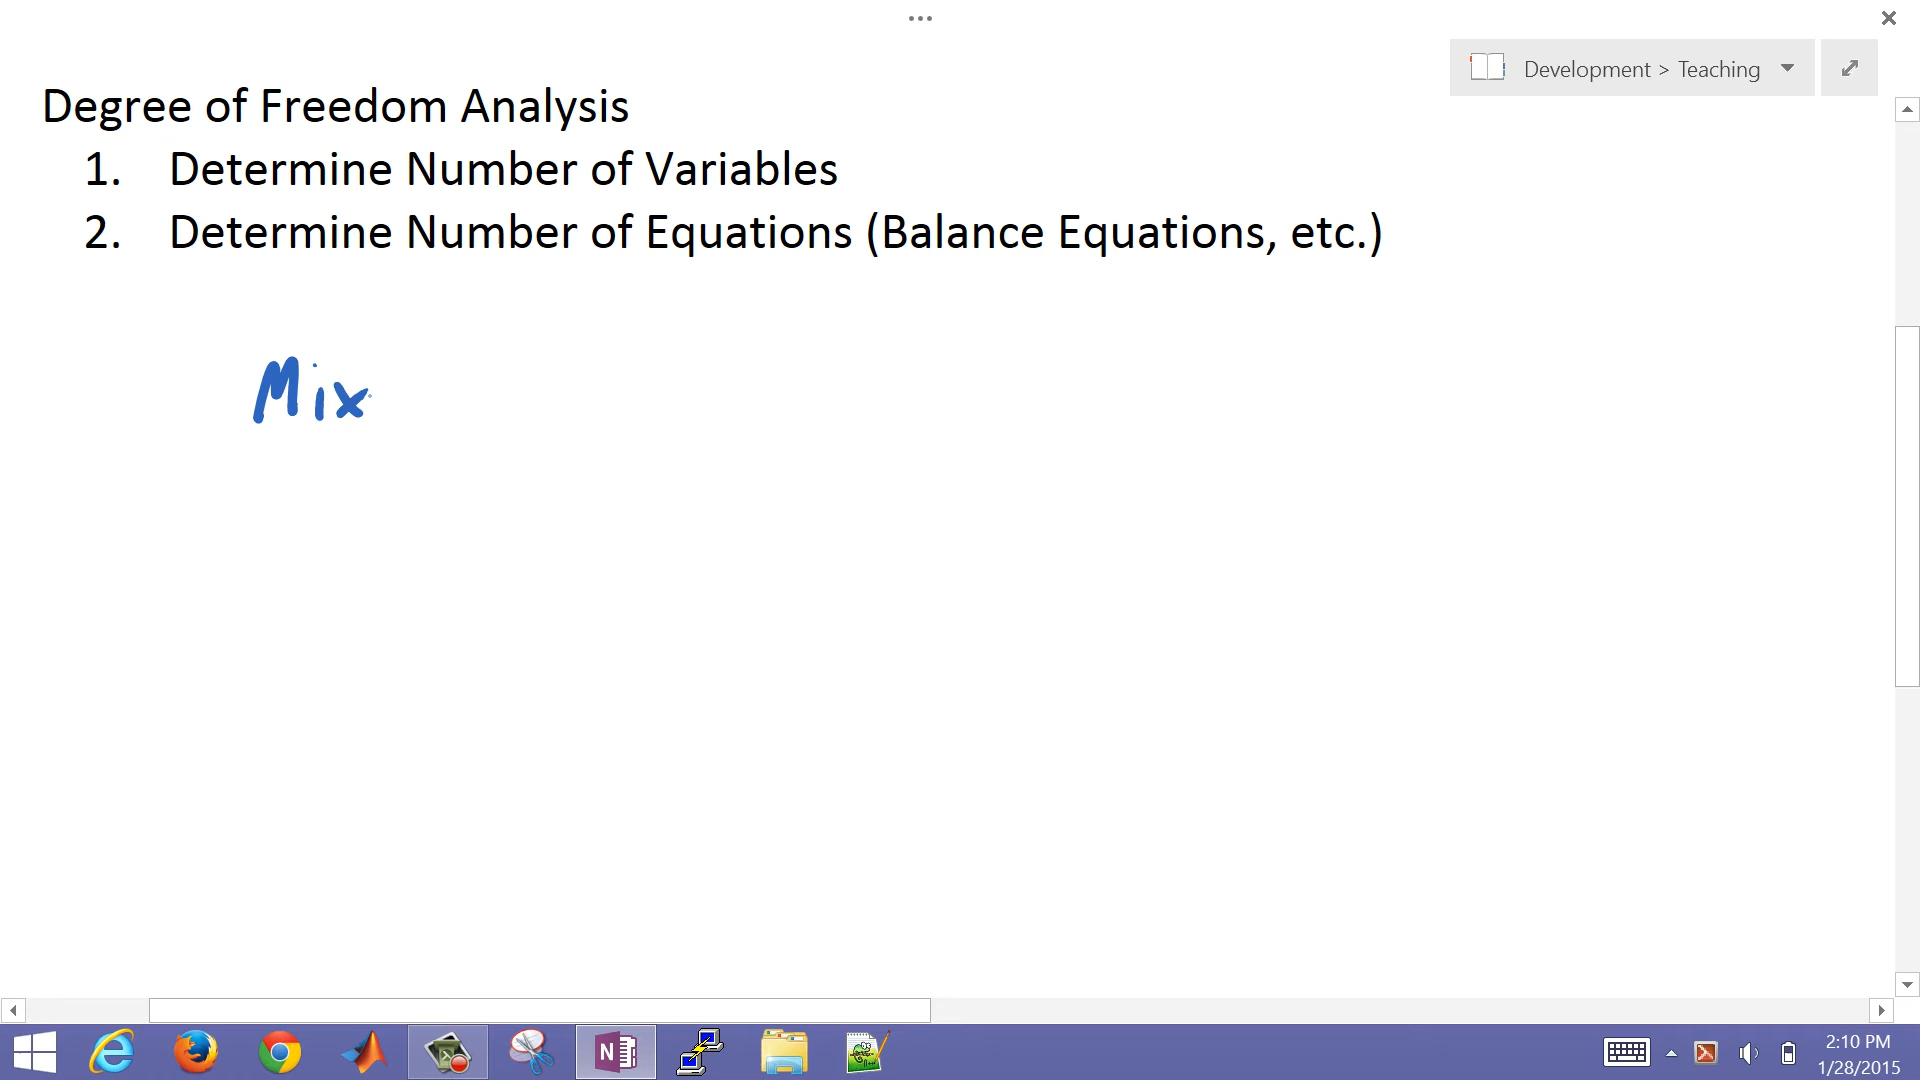 Development > Teaching
Degree of Freedom Analysis
1. Determine Number of Variables
2. Determine Number of Equations (Balance Equations, etc.)
Mix
N
2:10 PM
1/28/2015